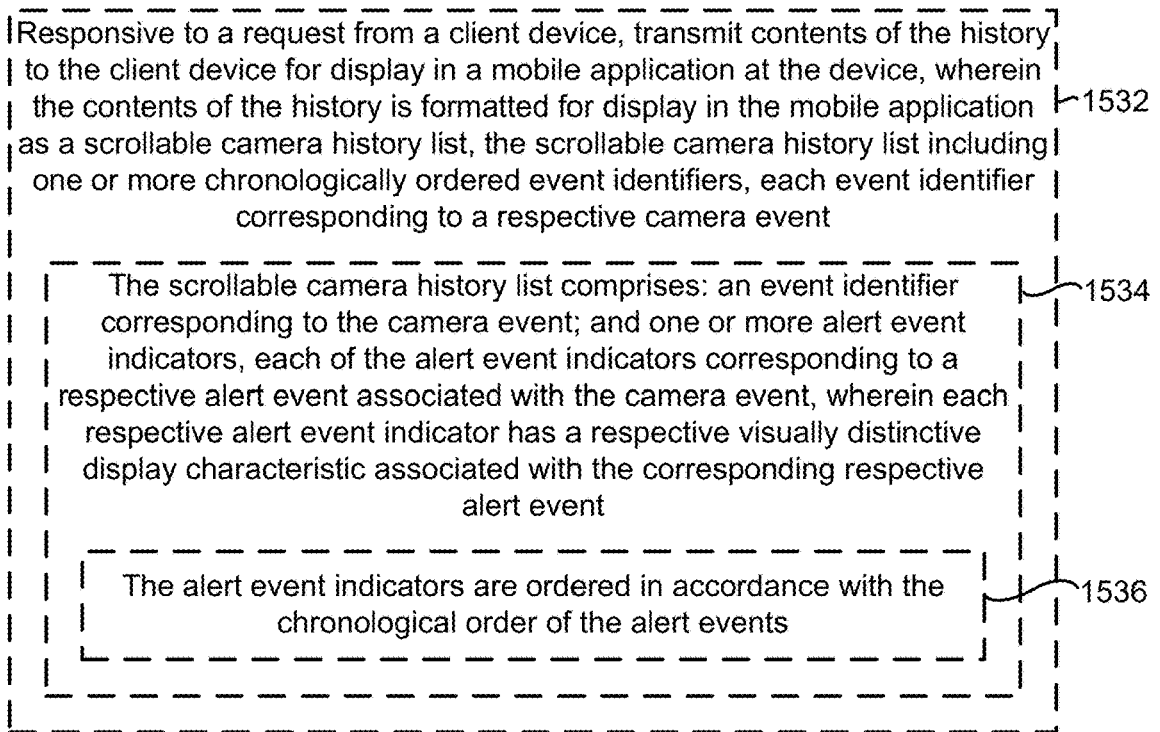 Responsive to a request from a client device, transmit contents of the history
to the client device for display in a mobile application at the device, wherein
the contents of the history is formatted for display in the mobile application
1532
as a scrollable camera history list, the scrollable camera history list including
one or more chronologically ordered event identifiers, each event identifier
corresponding to a respective camera event
The scrollable camera history list comprises: an event identifier
1534
corresponding to the camera event; and one or more alert event
indicators, each of the alert event indicators corresponding to a
respective alert event associated with the camera event, wherein each
respective alert event indicator has a respective visually distinctive
display characteristic associated with the corresponding respective
alert event
The alert event indicators are ordered in accordance with the
1536
chronological order of the alert events